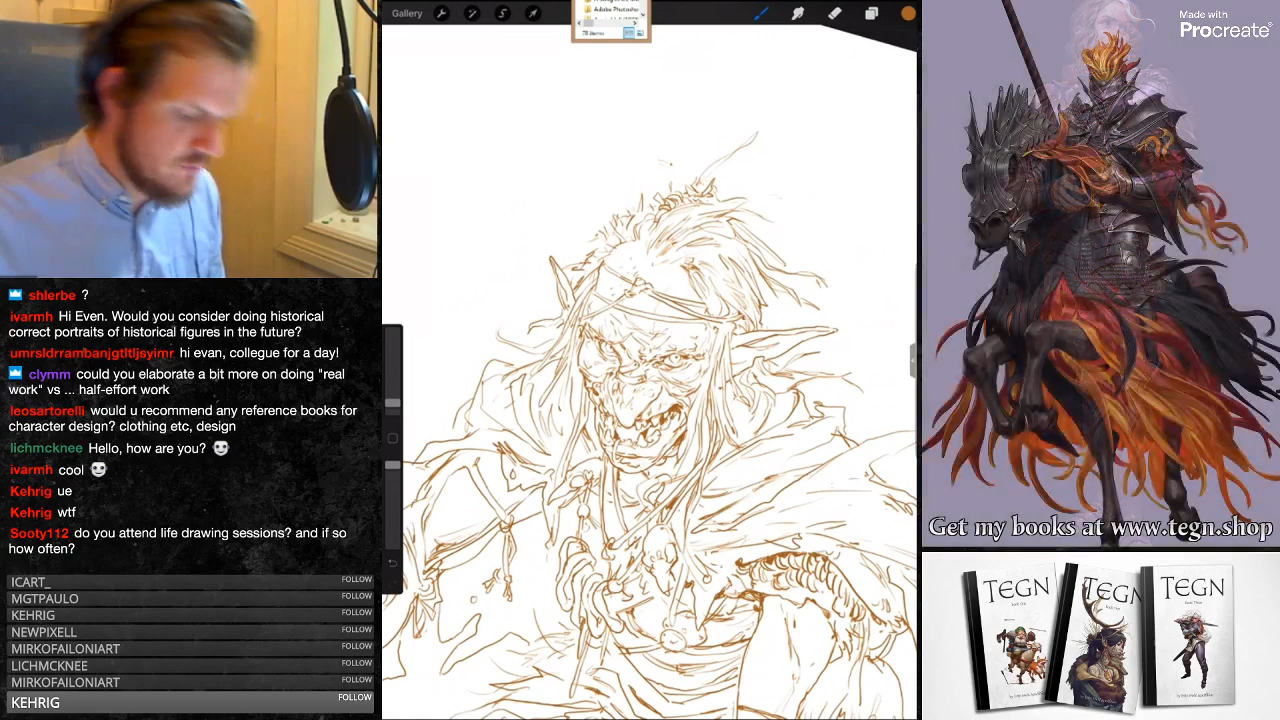 Gallery
Adobe Photosho
78 items
Made with
Procreate
shlerbe ?
ivarmh Hi Even. Would you consider doing historical
correct portraits of historical figures in the future?
umrsldrrambanjgtltljsyimr hi evan, collegue for a day!
clymm could you elaborate a bit more on doing "real
work" vs ... half-effort work
leosartorelli would u recommend any reference books for
character design? clothing etc, design
lichmcknee Hello, how are you?
ivarmh cool
Kehrig ue
Kehrig wtf
Sooty112 do you attend life drawing sessions? and if so
how often?
ICART_ FOLLOW
MGTPAULO FOLLOW
KEHRIG FOLLOW
NEWPIXELL FOLLOW
MIRKOFAILONIART FOLLOW
LICHMCKNEE FOLLOW
MIRKOFAILONIART FOLLOW
KEHRIG FOLLOW
Get my books at www.tegn.shop
TEGN
TEGN
TEGN